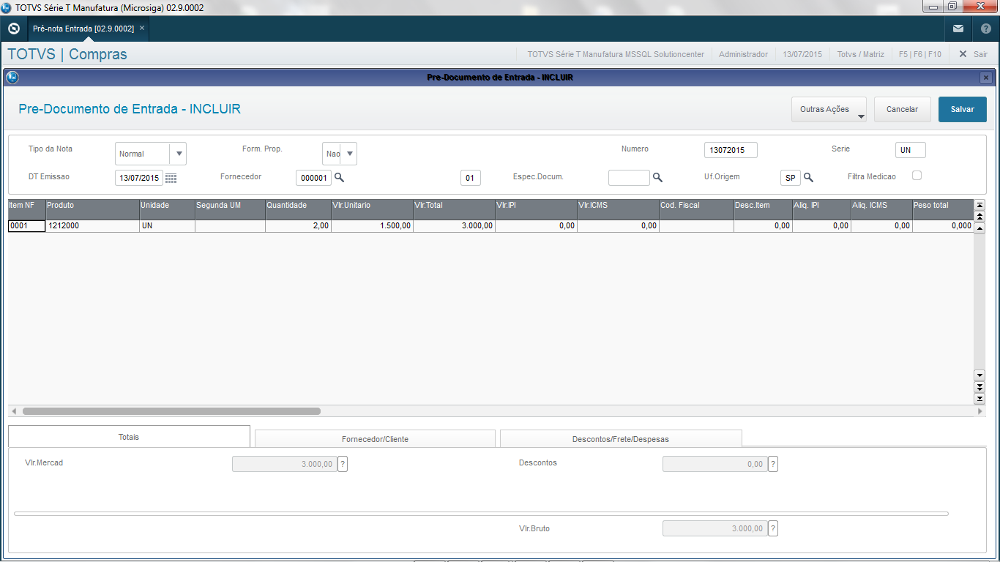 TOTVS Série T Manufatura (Microsiga) 02.9.0002
Pré-nota Entrada [02.9.0002] ×
TOTVS | Compras TOTVS Série T Manufatura MSSQL Solutioncenter Administrador 13/07/2015 Totvs / Matriz F5 | F6 | F10 Sair
Pre-Documento de Entrada - INCLUIR
Pre-Documento de Entrada - INCLUIR Outras Ações Cancelar Salvar
Tipo da Nota Normal Form. Prop. Nao Numero 13072015 Serie UN
DT Emissao 13/07/2015 Fornecedor 000001 01 Espec.Docum. Uf.Origem SP Filtra Medicao
Item NF Produto Unidade Segunda UM Quantidade Vlr.Unitario Vlr.Total Vlr.IPI Vlr.ICMS Cod. Fiscal Desc.Item Aliq. IPI Aliq. ICMS Peso total
0001 1212000 UN 2,00 1.500,00 3.000,00 0,00 0,00 0,00 0,00 0,00 0,000
Totais Fornecedor/Cliente Descontos/Frete/Despesas
Vlr.Mercad 3.000,00 ? Descontos 0,00 ?
Vlr.Bruto 3.000,00 ?